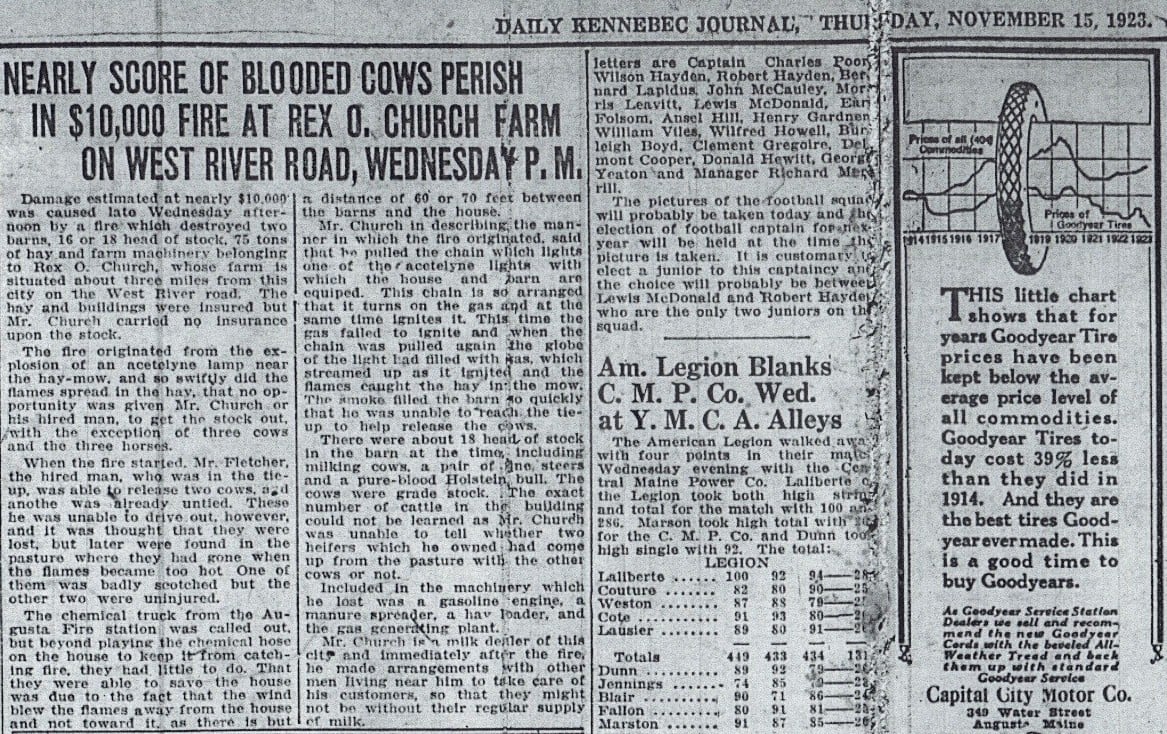 DAILY KENNEBEC JOURNAL, THURSDAY, NOVEMBER 15, 1923.
NEARLY SCORE OF BLOODED COWS PERISH
IN $10,000 FIRE AT REX O. CHURCH FARM
ON WEST RIVER ROAD, WEDNESDAY P. M.
Damage estimated at nearly $10,000
was caused late Wednesday after-
noon by a fire which destroyed two
barns, 16 or 18 head of stock, 75 tons
of hay and farm machinery belonging
to Rex O. Church, whose farm is
situated about three miles from this
city on the West River road. The
hay and buildings were insured but
Mr. Church carried no insurance
upon the stock.
The fire originated from the ex-
plosion of an acetelyne lamp near
the hay-mow, and so swiftly did the
flames spread in the hay, that no op-
portunity was given Mr. Church or
his hired man, to get the stock out,
with the exception of three cows
and the three horses.
When the fire started, Mr. Fletcher,
the hired man, who was in the tie-
up, was able to release two cows, and
anothe was already untied. These
he was unable to drive out, however,
and it was thought that they were
lost, but later were found in the
pasture where they had gone when
the flames became too hot One of
them was badly scotched but the
other two were uninjured.
The chemical truck from the Au-
gusta Fire station was called out,
but beyond playing the chemical hose
on the house to keep it from catch-
ing fire, they had little to do. That
they were able to save the house
was due to the fact that the wind
blew the flames away from the house
and not toward it, as there is but
a distance of 60 or 70 feet between
the barns and the house.
Mr. Church in describing the man-
ner in which the fire originated, said
that he pulled the chain which lights
one of the acetelyne lights with
which the house and barn are
equiped. This chain is so arranged
that it turns on the gas and at the
same time ignites it. This time the
gas failed to ignite and when the
chain was pulled again the globe
of the light had filled with gas, which
streamed up as it ignited and the
flames caught the hay in the mow.
The smoke filled the barn so quickly
that he was unable to reach the tie-
up to help release the cows.
There were about 18 head of stock
in the barn at the time, including
milking cows, a pair of fine steers
and a pure-blood Holstein bull. The
cows were grade stock. The exact
number of cattle in the building
could not be learned as Mr. Church
was unable to tell whether two
heifers which he owned had come
up from the pasture with the other
cows or not.
Included in the machinery which
he lost was a gasoline engine, a
manure spreader, a hay loader, and
the gas generating plant.
Mr. Church is a milk dealer of this
city and immediately after the fire,
he made arrangements with other
men living near him to take care of
his customers, so that they might
not be without their regular supply
of milk.
letters are Captain Charles Poor,
Wilson Hayden, Robert Hayden, Ber-
nard Lapidus, John McCauley, Mor-
ris Leavitt, Lewis McDonald, Earl
Folsom, Ansel Hill, Henry Gardner,
William Viles, Wilfred Howell, Bur-
leigh Boyd, Clement Gregoire, Del-
mont Cooper, Donald Hewitt, George
Yeaton and Manager Richard Mer-
rill.
The pictures of the football squad
will probably be taken today and the
election of football captain for next
year will be held at the time the
picture is taken. It is customary to
elect a junior to this captaincy and
the choice will probably be between
Lewis McDonald and Robert Hayden
who are the only two juniors on the
squad.
Am. Legion Blanks
C. M. P. Co. Wed.
at Y. M. C. A. Alleys
The American Legion walked away
with four points in their match
Wednesday evening with the Cen-
tral Maine Power Co. Laliberte of
the Legion took both high string
and total for the match with 100 and
286. Marson took high total with
for the C. M. P. Co. and Dunn took
high single with 92. The total:
LEGION
Laliberte ...... 100 92 94—28
Couture ....... 82 80 90—25
Weston ........ 87 88 79—
Cote .......... 91 93 80—
Lausier ....... 89 80 91—
Totals 449 433 434 131
Dunn .......... 89 92 79—
Jennings ...... 74 85
Blair ......... 90 71 86—
Fallon ........ 80 91 81—
Marston ....... 91 87 85—
Prices of all (404)
Commodities
Prices of
Goodyear Tires
1914 1915 1916 1917 1919 1920 1921 1922 1923
THIS little chart
shows that for
years Goodyear Tire
prices have been
kept below the av-
erage price level of
all commodities.
Goodyear Tires to-
day cost 39% less
than they did in
1914. And they are
the best tires Good-
year ever made. This
is a good time to
buy Goodyears.
As Goodyear Service Station
Dealers we sell and recom-
mend the new Goodyear
Cords with the beveled All-
Weather Tread and back
them up with standard
Goodyear Service
Capital City Motor Co.
349 Water Street
Augusta Maine